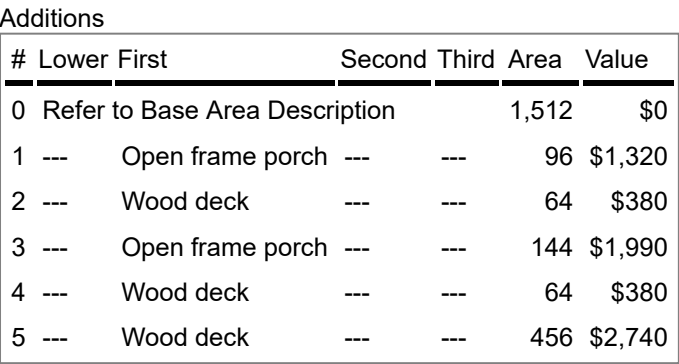 Additions
# Lower First Second Third Area Value
0 Refer to Base Area Description 1,512 $0
1 --- Open frame porch --- --- 96 $1,320
2 --- Wood deck --- --- 64 $380
3 --- Open frame porch --- --- 144 $1,990
4 --- Wood deck --- --- 64 $380
5 --- Wood deck --- --- 456 $2,740